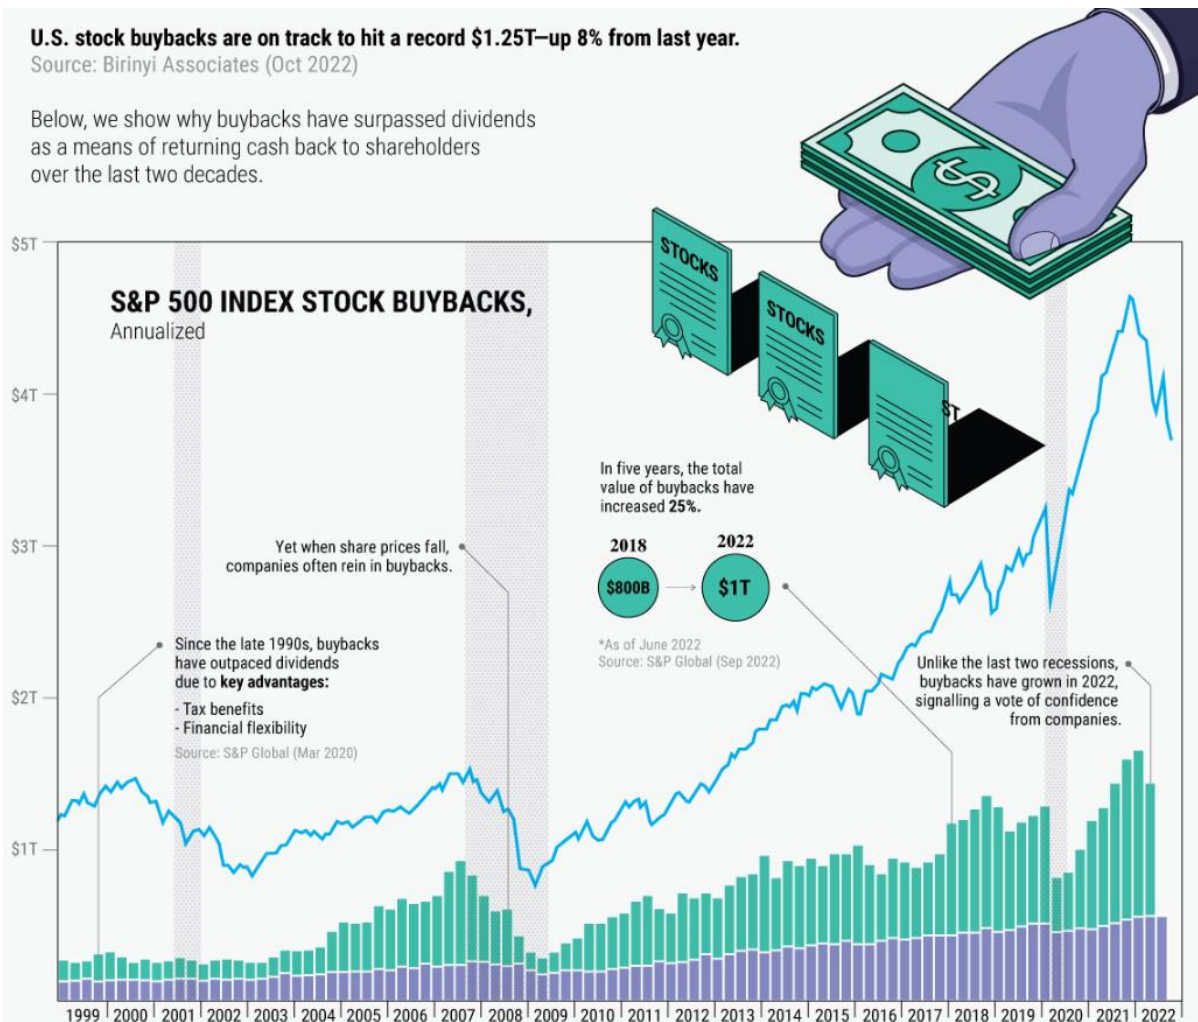 U.S. stock buybacks are on track to hit a record $1.25T—up 8% from last year.
Source: Birinyi Associates (Oct 2022)
Below, we show why buybacks have surpassed dividends
as a means of returning cash back to shareholders
over the last two decades.
$
STOCKS
STOCKS
ST
$5T
$4T
$3T
$2T
$1T
S&P 500 INDEX STOCK BUYBACKS,
Annualized
In five years, the total
value of buybacks have
increased 25%.
2018
2022
$800B
$1T
*As of June 2022
Source: S&P Global (Sep 2022)
Yet when share prices fall,
companies often rein in buybacks.
Since the late 1990s, buybacks
have outpaced dividends
due to key advantages:
- Tax benefits
- Financial flexibility
Source: S&P Global (Mar 2020)
Unlike the last two recessions,
buybacks have grown in 2022,
signalling a vote of confidence
from companies.
1999 2000 2001 2002 2003 2004 2005 2006 2007 2008 2009 2010 2011 2012 2013 2014 2015 2016 2017 2018 2019 2020 2021 2022